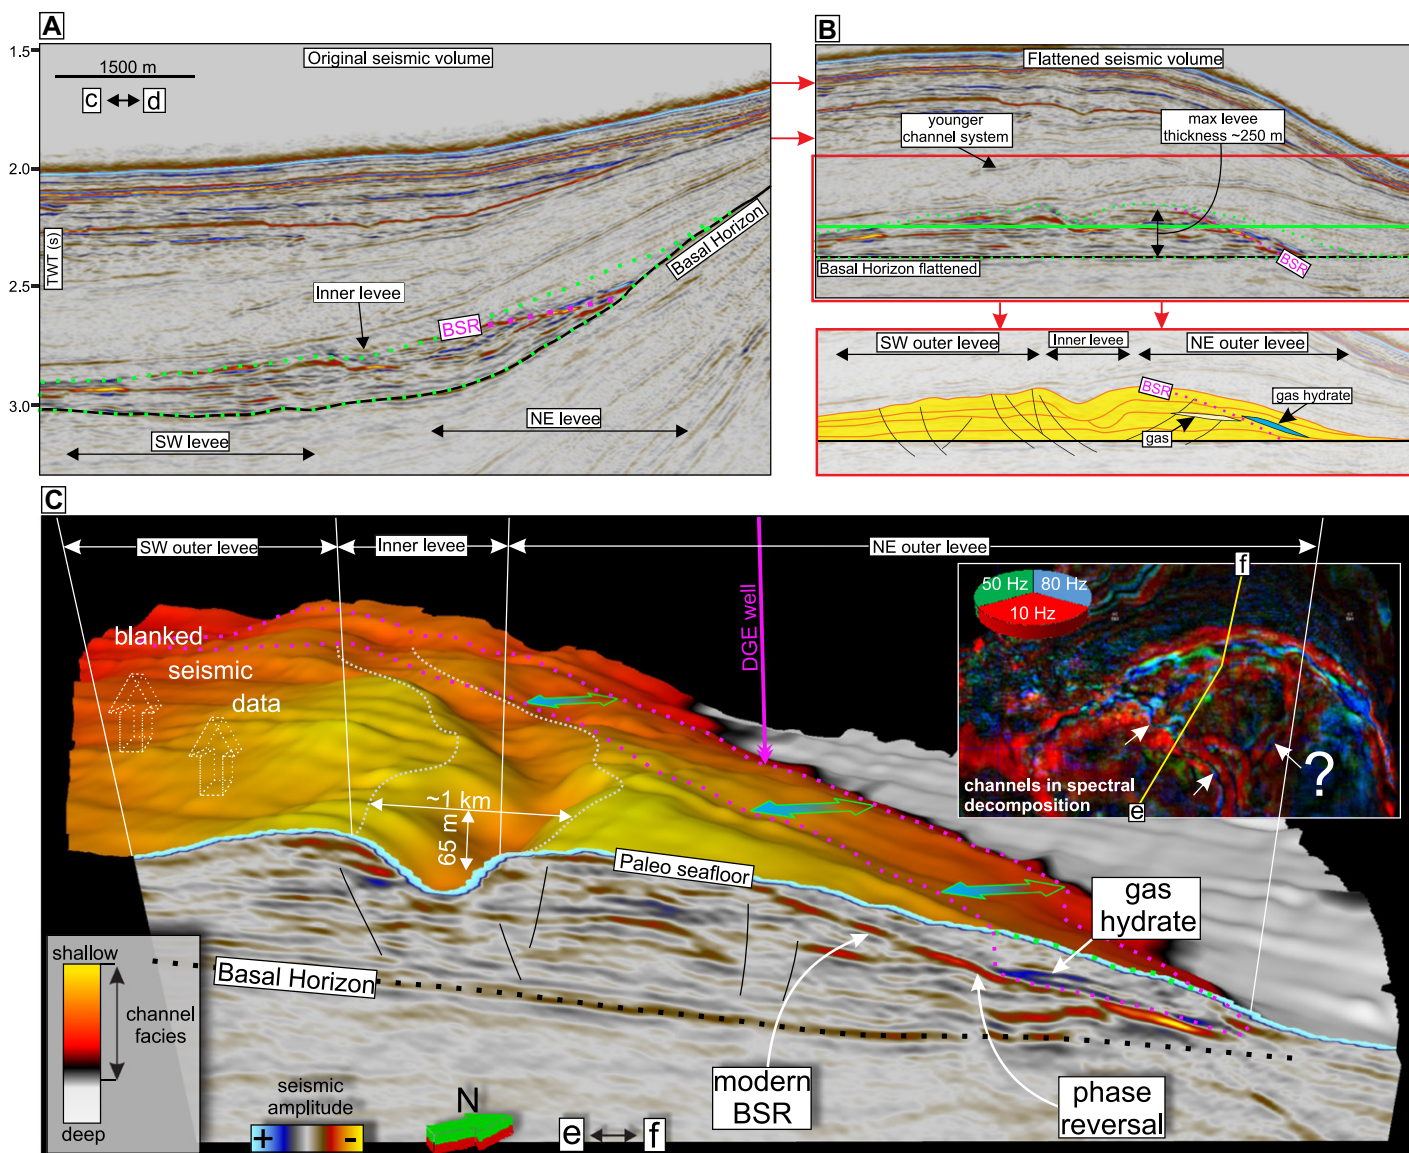 A
1.5
Original seismic volume
1500 m
c
d
2.0
TWT (s)
2.5
3.0
Basal Horizon
Inner levee
BSR
NE levee
SW levee
B
Flattened seismic volume
younger
channel system
max levee
thickness ~250 m
Basal Horizon flattened
BSR
SW outer levee
Inner levee
NE outer levee
BSR
gas hydrate
gas
C
SW outer levee
Inner levee
NE outer levee
blanked
seismic
data
DGE well
f
50 Hz
80 Hz
10 Hz
channels in spectral
decomposition
?
e
~1 km
65 m
Paleo seafloor
gas
hydrate
Basal Horizon
shallow
channel
facies
deep
seismic
amplitude
+
-
N
e
f
modern
BSR
phase
reversal